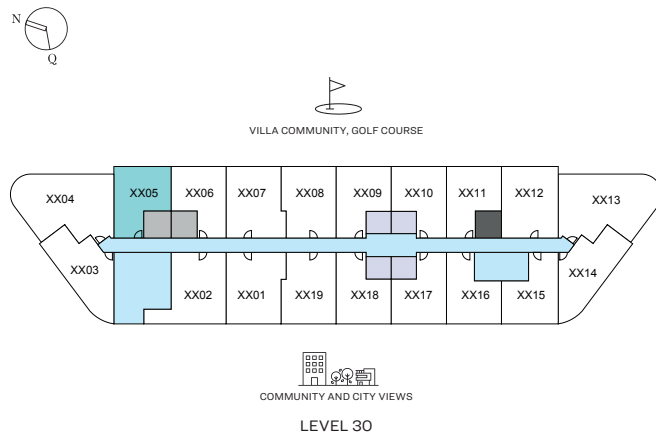 N
Q
VILLA COMMUNITY, GOLF COURSE
XX04
XX05
XX06
XX07
XX08
XX09
XX10
XX11
XX12
XX13
XX03
XX14
XX02
XX01
XX19
XX18
XX17
XX16
XX15
COMMUNITY AND CITY VIEWS
LEVEL 30